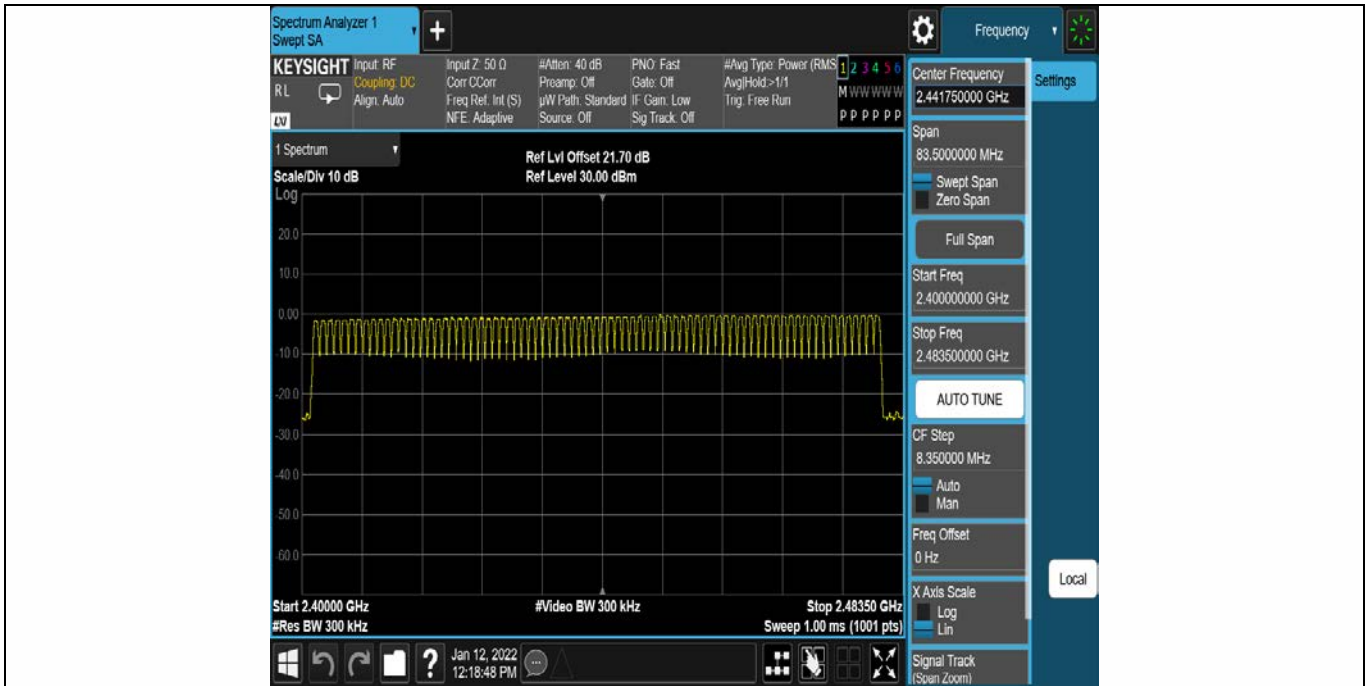 Spectrum Analyzer 1
Swept SA
+
Frequency
KEYSIGHT
RL
LXI
Input: RF
Coupling: DC
Align: Auto
Input Z: 50 Ω
Corr CCorr
Freq Ref: Int (S)
NFE: Adaptive
#Atten: 40 dB
Preamp: Off
µW Path: Standard
Source: Off
PNO: Fast
Gate: Off
IF Gain: Low
Sig Track: Off
#Avg Type: Power (RMS
Avg|Hold:>1/1
Trig: Free Run
1 2 3 4 5 6
M W W W W W
P P P P P P
1 Spectrum
Scale/Div 10 dB
Ref Lvl Offset 21.70 dB
Ref Level 30.00 dBm
Log
20.0
10.0
0.00
-10.0
-20.0
-30.0
-40.0
-50.0
-60.0
Start 2.40000 GHz
#Res BW 300 kHz
#Video BW 300 kHz
Stop 2.48350 GHz
Sweep 1.00 ms (1001 pts)
?
Jan 12, 2022
12:18:48 PM
Center Frequency
2.441750000 GHz
Span
83.5000000 MHz
Swept Span
Zero Span
Full Span
Start Freq
2.400000000 GHz
Stop Freq
2.483500000 GHz
AUTO TUNE
CF Step
8.350000 MHz
Auto
Man
Freq Offset
0 Hz
X Axis Scale
Log
Lin
Signal Track
(Span Zoom)
Settings
Local